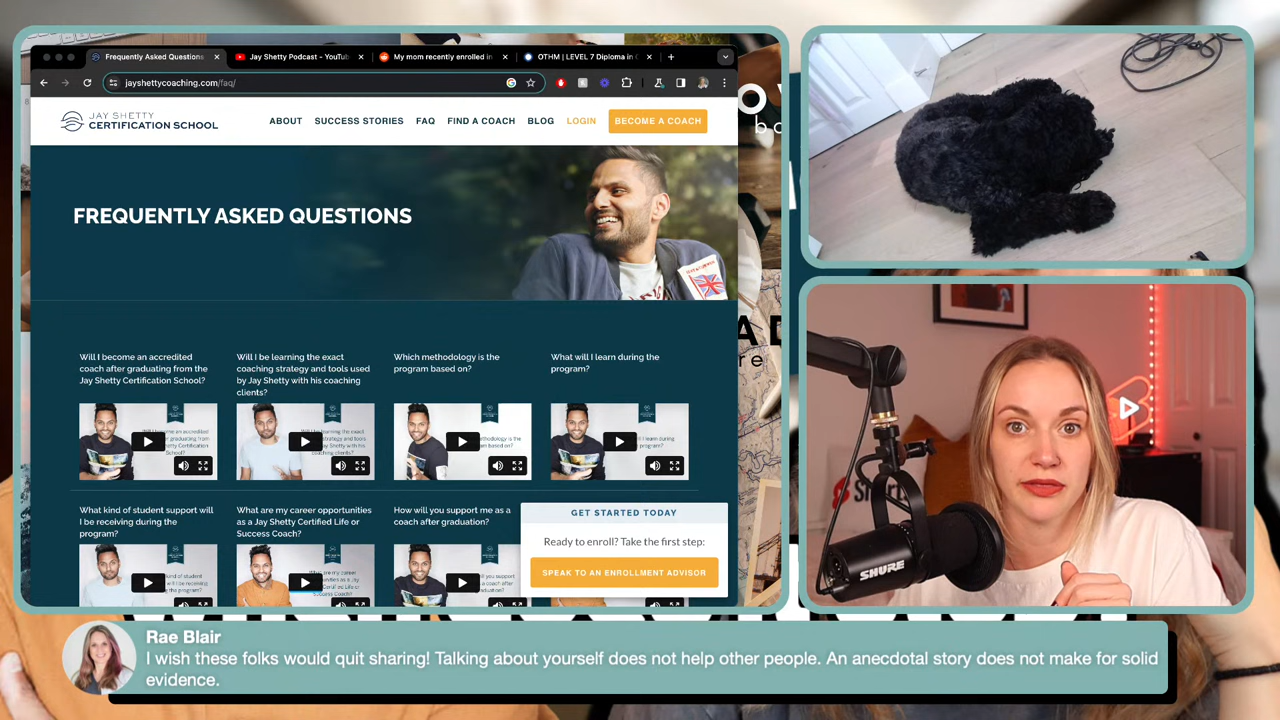 Frequently Asked Questions
Jay Shetty Podcast - YouTub
My mom recently enrolled in
OTHM | LEVEL 7 Diploma in
jayshettycoaching.com/faq/
JAY SHETTY
CERTIFICATION SCHOOL
ABOUT
SUCCESS STORIES
FAQ
FIND A COACH
BLOG
LOGIN
BECOME A COACH
FREQUENTLY ASKED QUESTIONS
Will I become an accredited
coach after graduating from the
Jay Shetty Certification School?
Will I be learning the exact
coaching strategy and tools used
by Jay Shetty with his coaching
clients?
Which methodology is the
program based on?
What will I learn during the
program?
What kind of student support will
I be receiving during the
program?
What are my career opportunities
as a Jay Shetty Certified Life or
Success Coach?
How will you support me as a
coach after graduation?
GET STARTED TODAY
Ready to enroll? Take the first step:
SPEAK TO AN ENROLLMENT ADVISOR
SHURE
Rae Blair
I wish these folks would quit sharing! Talking about yourself does not help other people. An anecdotal story does not make for solid
evidence.